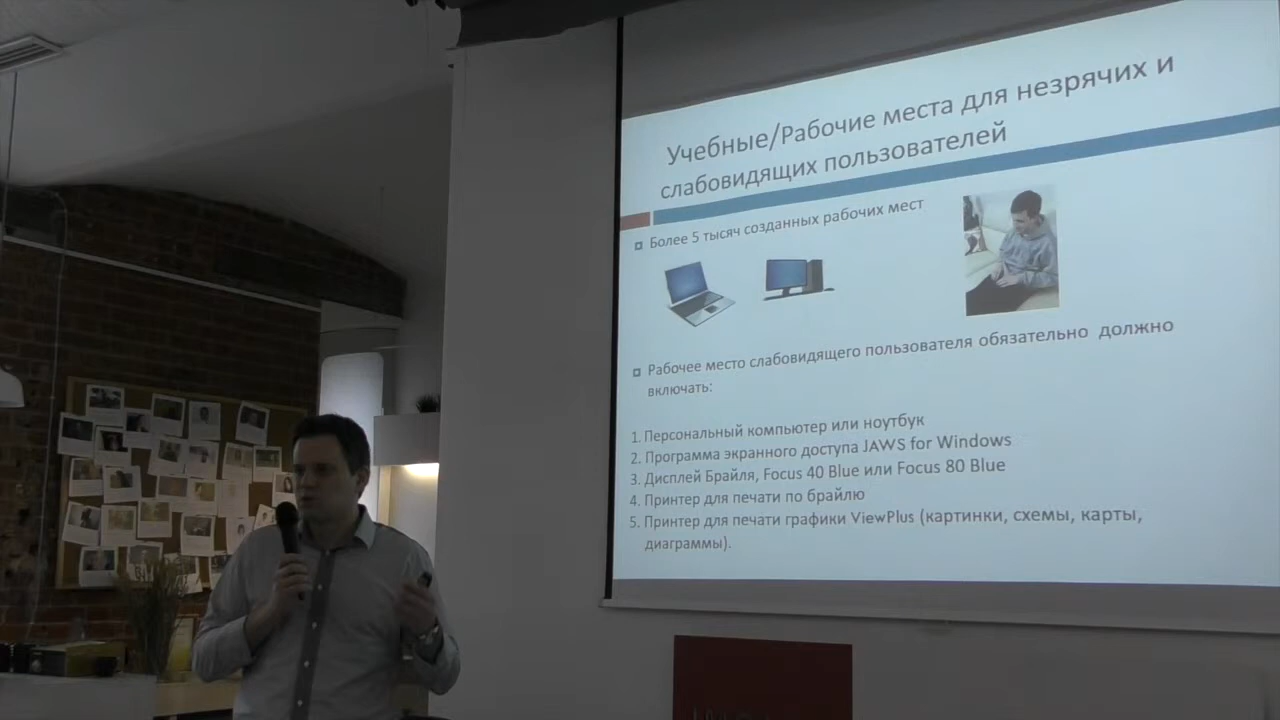 Учебные/Рабочие места для незрячих и
слабовидящих пользователей
Более 5 тысяч созданных рабочих мест
Рабочее место слабовидящего пользователя обязательно должно
включать:
1. Персональный компьютер или ноутбук
2. Программа экранного доступа JAWS for Windows
3. Дисплей Брайля, Focus 40 Blue или Focus 80 Blue
4. Принтер для печати по брайлю
5. Принтер для печати графики ViewPlus (картинки, схемы, карты,
диаграммы).